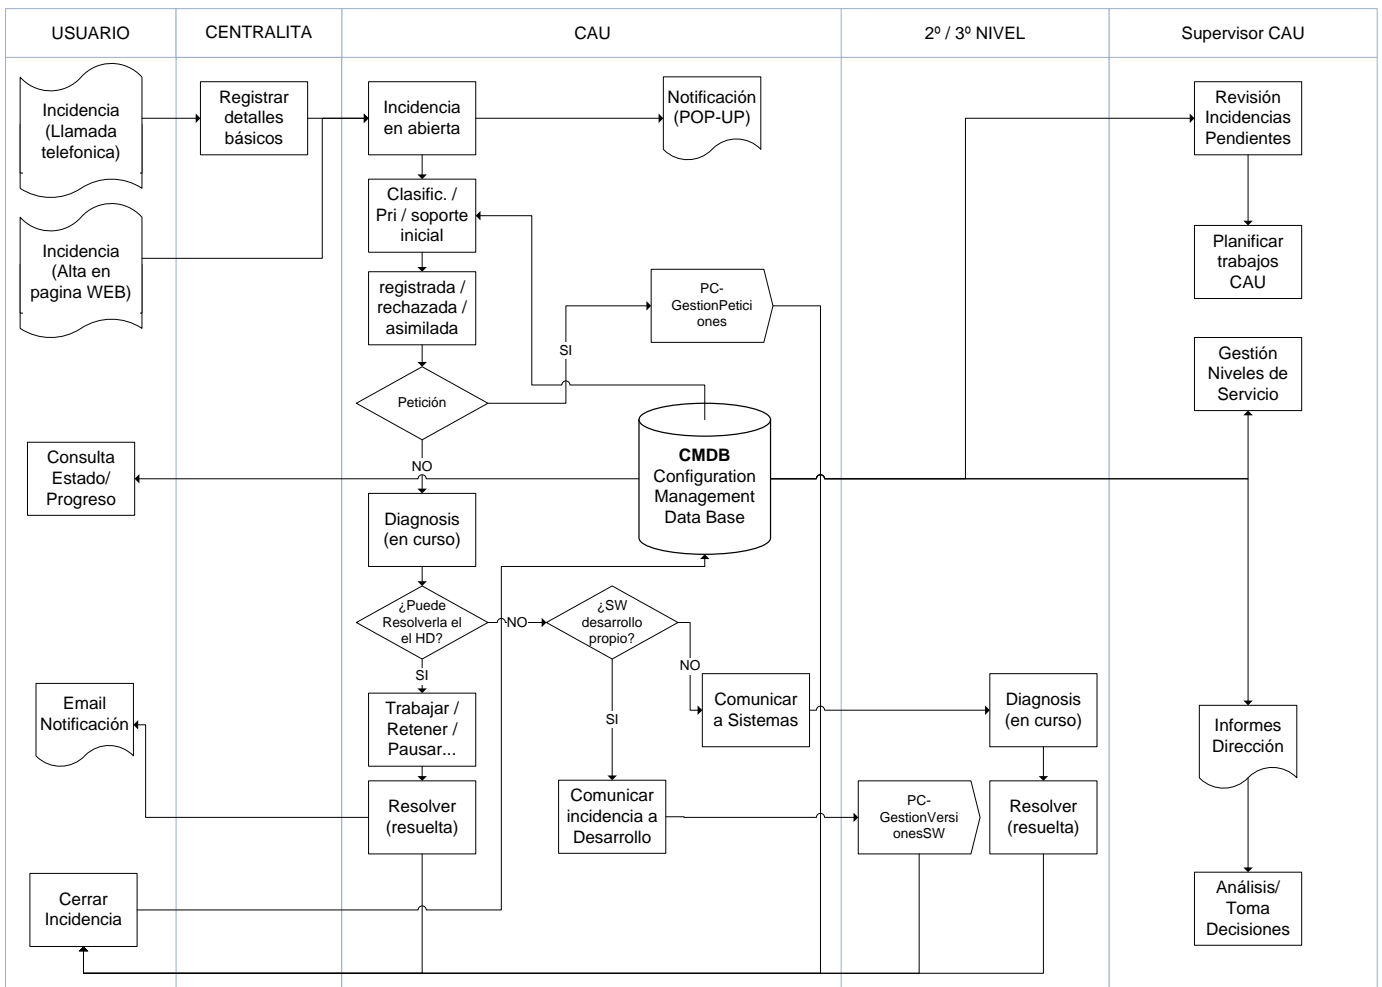 USUARIO
CENTRALITA
CAU
2º / 3º NIVEL
Supervisor CAU
Incidencia
(Llamada
telefonica)
Registrar
detalles
básicos
Incidencia
en abierta
Notificación
(POP-UP)
Revisión
Incidencias
Pendientes
Clasific. /
Pri / soporte
inicial
Incidencia
(Alta en
pagina WEB)
Planificar
trabajos
CAU
registrada /
rechazada /
asimilada
PC-
GestionPetici
ones
SI
Gestión
Niveles de
Servicio
Petición
NO
Consulta
Estado/
Progreso
CMDB
Configuration
Management
Data Base
Diagnosis
(en curso)
¿Puede
Resolverla el
el HD?
NO
¿SW
desarrollo
propio?
SI
NO
Email
Notificación
Trabajar /
Retener /
Pausar...
SI
Comunicar
a Sistemas
Diagnosis
(en curso)
Informes
Dirección
Resolver
(resuelta)
Comunicar
incidencia a
Desarrollo
PC-
GestionVersi
onesSW
Resolver
(resuelta)
Cerrar
Incidencia
Análisis/
Toma
Decisiones